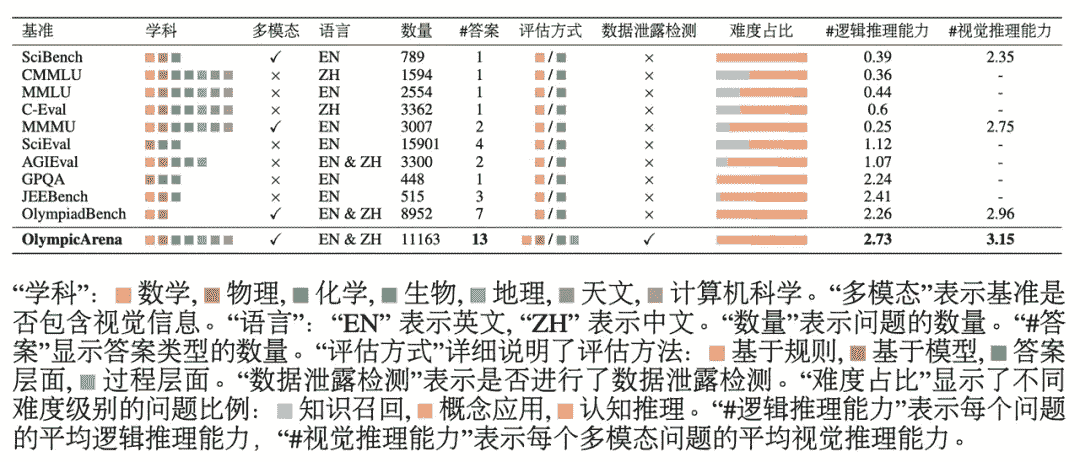 基准 学科 多模态 语言 数量 #答案 评估方式 数据泄露检测 难度占比 #逻辑推理能力 #视觉推理能力
SciBench ✓ EN 789 1 / × 0.39 2.35
CMMLU × ZH 1594 1 / × 0.36 -
MMLU × EN 2554 1 / × 0.44 -
C-Eval × ZH 3362 1 / × 0.6 -
MMMU ✓ EN 3007 2 / × 0.25 2.75
SciEval × EN 15901 4 / × 1.12 -
AGIEval × EN & ZH 3300 2 / × 1.07 -
GPQA × EN 448 1 / × 2.24 -
JEEBench × EN 515 3 / × 2.41 -
OlympiadBench ✓ EN & ZH 8952 7 / × 2.26 2.96
OlympicArena ✓ EN & ZH 11163 13 / ✓ 2.73 3.15
“学科”: 数学, 物理, 化学, 生物, 地理, 天文, 计算机科学。“多模态”表示基准是
否包含视觉信息。“语言”: “EN” 表示英文, “ZH” 表示中文。“数量”表示问题的数量。“#答
案”显示答案类型的数量。“评估方式”详细说明了评估方法: 基于规则, 基于模型, 答案
层面, 过程层面。“数据泄露检测”表示是否进行了数据泄露检测。“难度占比”显示了不同
难度级别的问题比例: 知识召回, 概念应用, 认知推理。“#逻辑推理能力”表示每个问题
的平均逻辑推理能力, “#视觉推理能力”表示每个多模态问题的平均视觉推理能力。